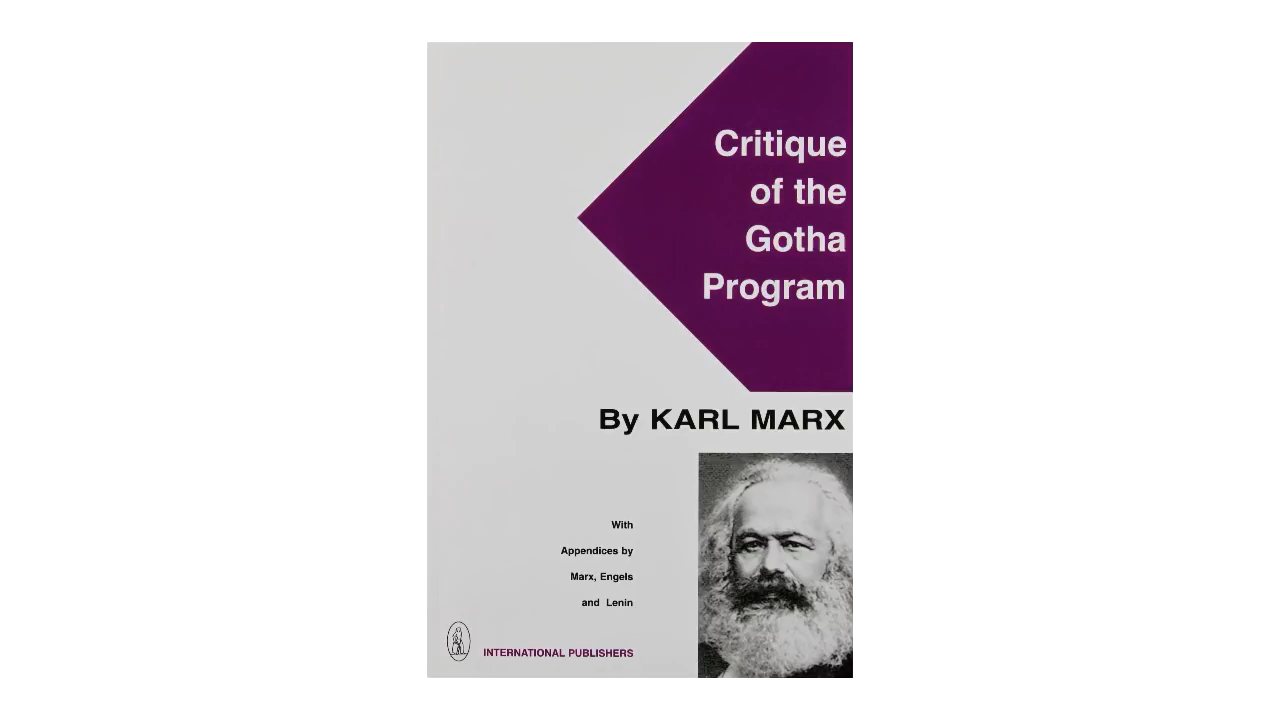 Critique
of the
Gotha
Program
By KARL MARX
With
Appendices by
Marx, Engels
and Lenin
INTERNATIONAL PUBLISHERS